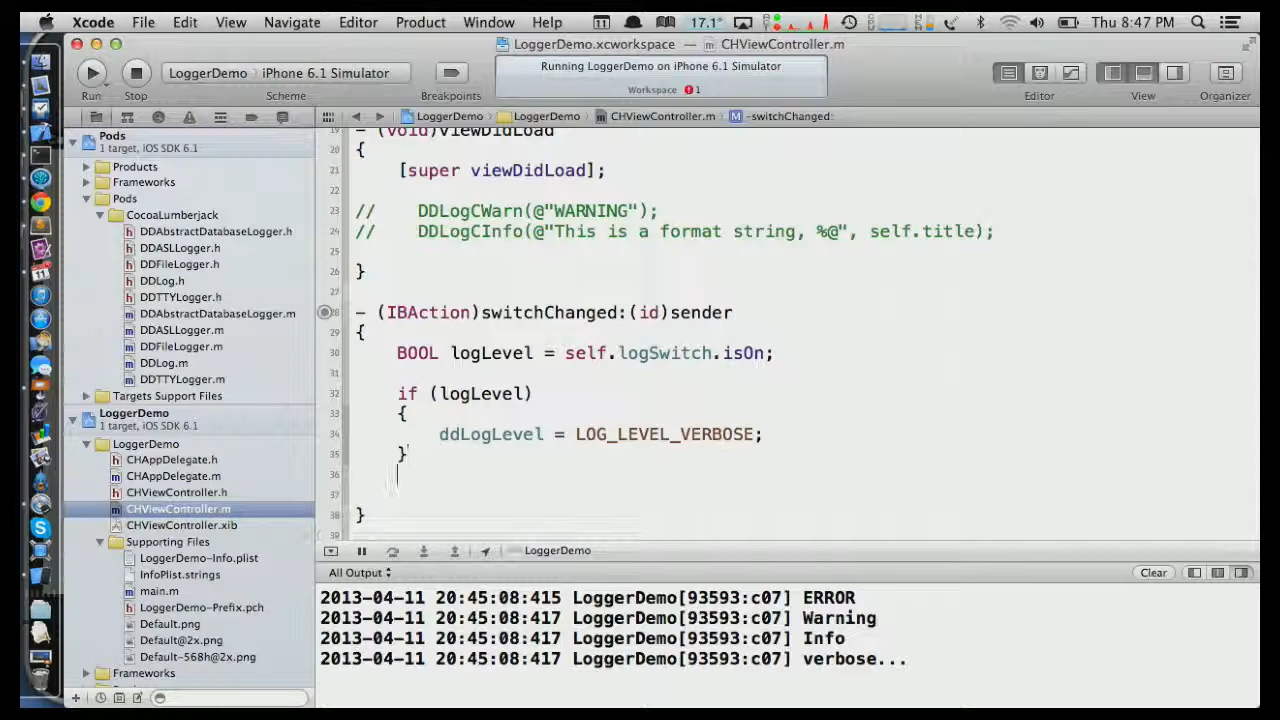 Xcode File Edit View Navigate Editor Product Window Help 17.1° Thu 8:47 PM
LoggerDemo.xcworkspace — CHViewController.m
LoggerDemo iPhone 6.1 Simulator
Running LoggerDemo on iPhone 6.1 Simulator
Workspace 1
Run Stop Scheme Breakpoints Editor View Organizer
LoggerDemo LoggerDemo CHViewController.m M -switchChanged:
Pods
1 target, iOS SDK 6.1
Products
Frameworks
Pods
CocoaLumberjack
h DDAbstractDatabaseLogger.h
h DDASLLogger.h
h DDFileLogger.h
h DDLog.h
h DDTTYLogger.h
m DDAbstractDatabaseLogger.m
m DDASLLogger.m
m DDFileLogger.m
m DDLog.m
m DDTTYLogger.m
Targets Support Files
LoggerDemo
1 target, iOS SDK 6.1
LoggerDemo
h CHAppDelegate.h
m CHAppDelegate.m
h CHViewController.h
m CHViewController.m
CHViewController.xib
Supporting Files
LoggerDemo-Info.plist
InfoPlist.strings
m main.m
h LoggerDemo-Prefix.pch
Default.png
Default@2x.png
Default-568h@2x.png
Frameworks
19 - (void)viewDidLoad
20 {
21 [super viewDidLoad];
22
23 // DDLogCWarn(@"WARNING");
24 // DDLogCInfo(@"This is a format string, %@", self.title);
25
26 }
27
28 - (IBAction)switchChanged:(id)sender
29 {
30 BOOL logLevel = self.logSwitch.isOn;
31
32 if (logLevel)
33 {
34 ddLogLevel = LOG_LEVEL_VERBOSE;
35 }
36
37
38 }
39
LoggerDemo
All Output Clear
2013-04-11 20:45:08:415 LoggerDemo[93593:c07] ERROR
2013-04-11 20:45:08:417 LoggerDemo[93593:c07] Warning
2013-04-11 20:45:08:417 LoggerDemo[93593:c07] Info
2013-04-11 20:45:08:417 LoggerDemo[93593:c07] verbose...